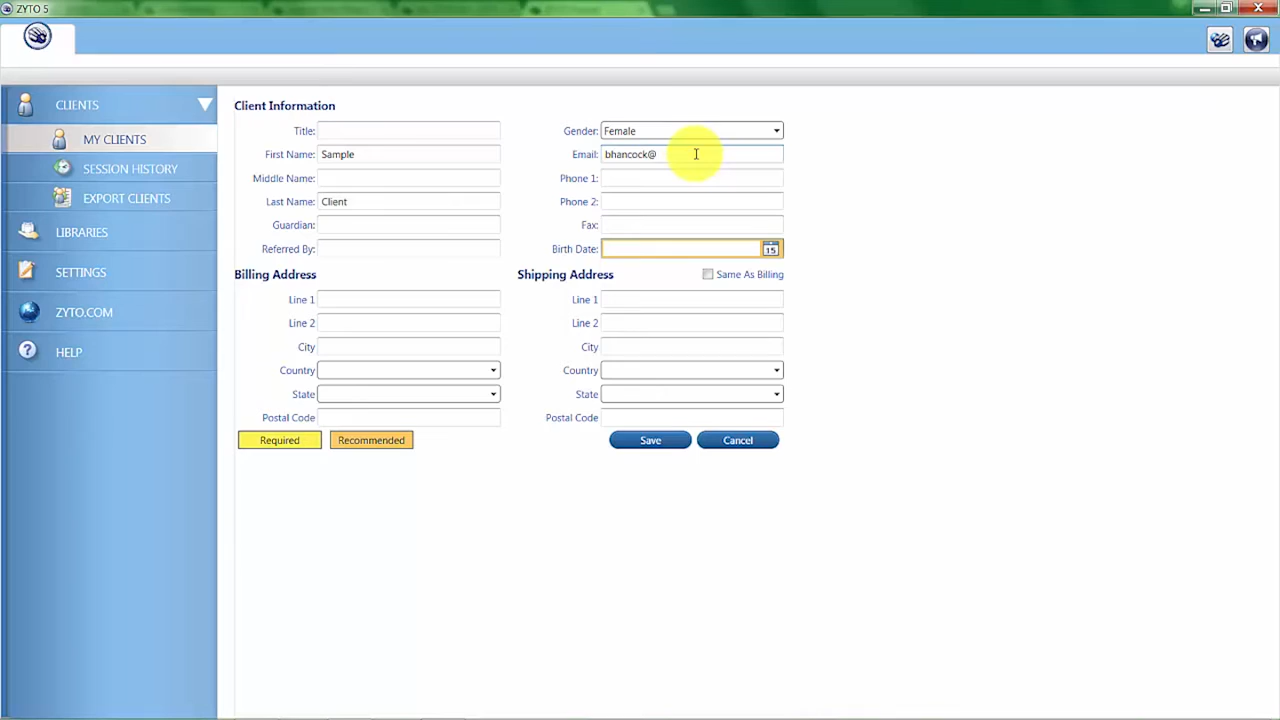 ZYTO 5
CLIENTS
MY CLIENTS
SESSION HISTORY
EXPORT CLIENTS
LIBRARIES
SETTINGS
ZYTO.COM
HELP
Client Information
Title:
First Name: Sample
Middle Name:
Last Name: Client
Guardian:
Referred By:
Gender: Female
Email: bhancock@
Phone 1:
Phone 2:
Fax:
Birth Date: 15
Billing Address
Line 1
Line 2
City
Country
State
Postal Code
Shipping Address Same As Billing
Line 1
Line 2
City
Country
State
Postal Code
Required Recommended
Save Cancel